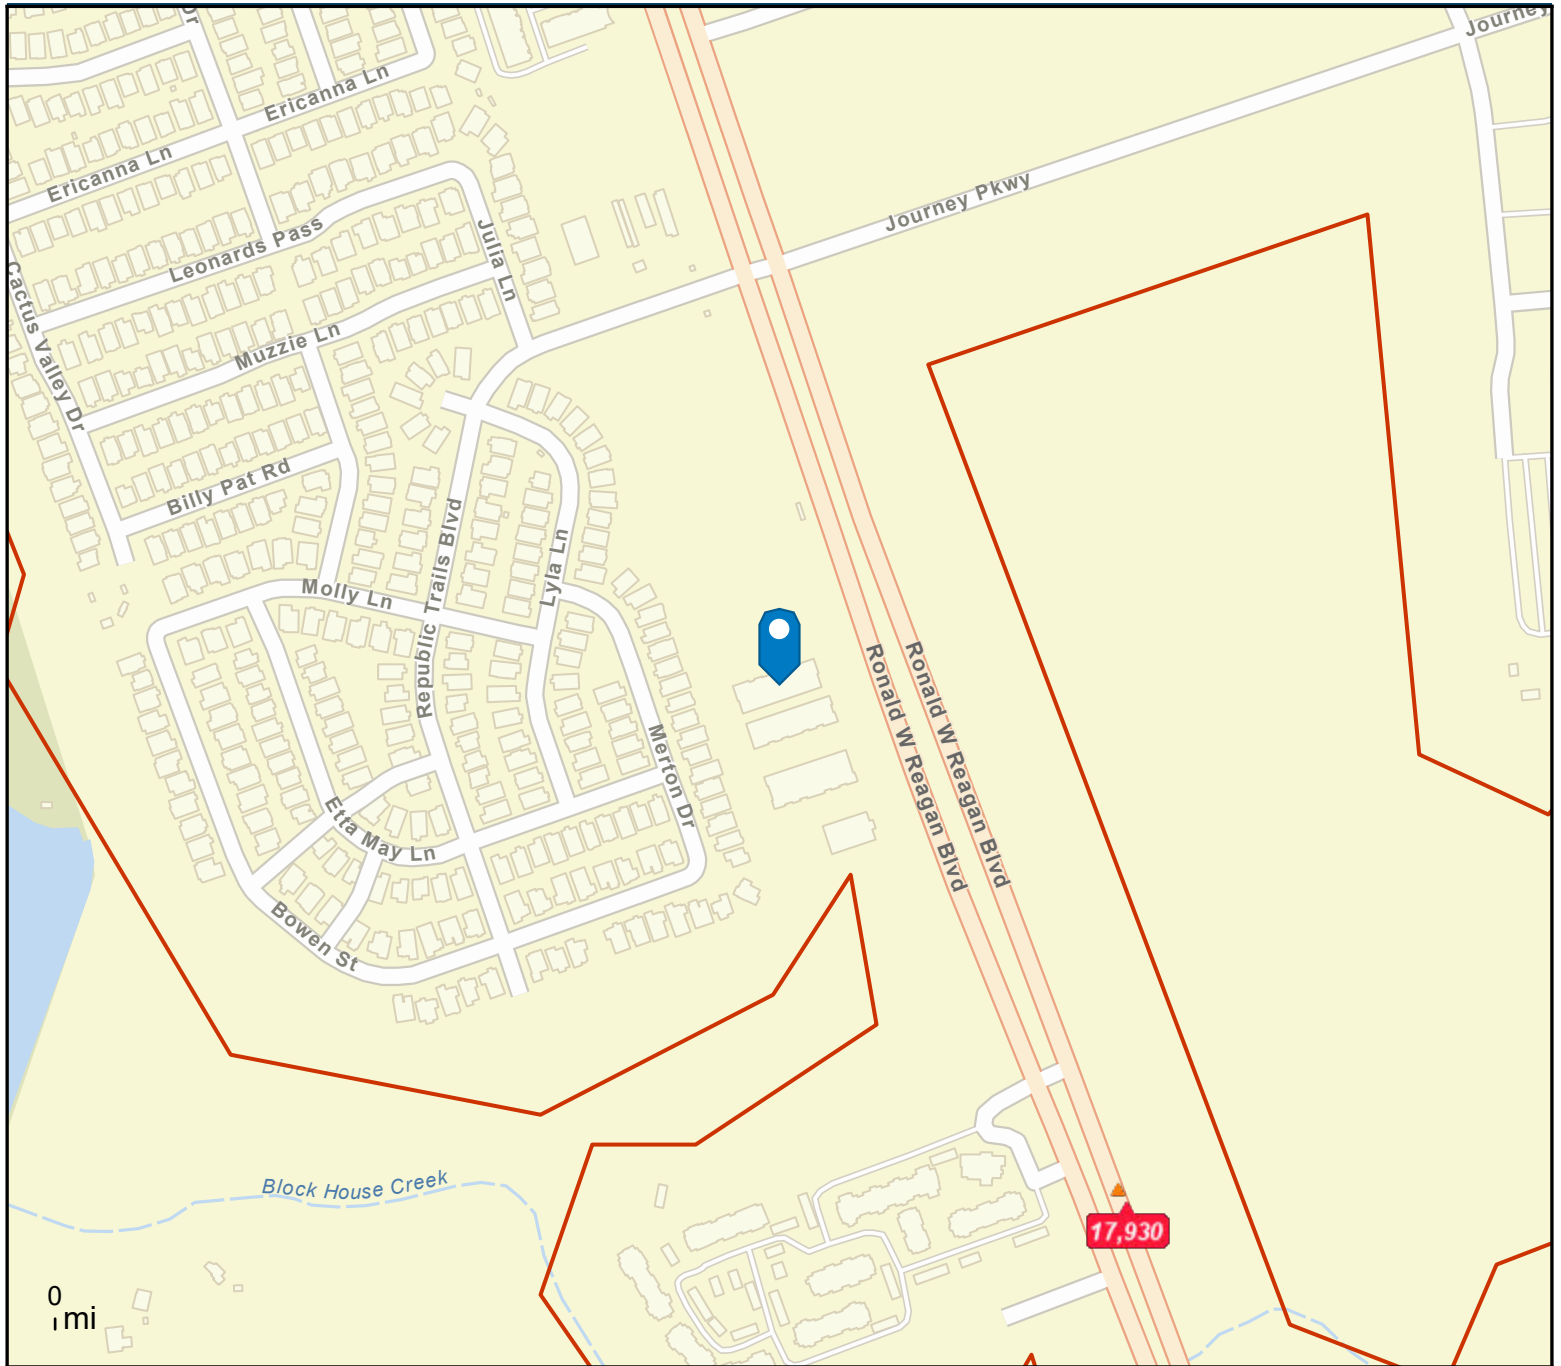 Dr
Journey
Ericanna Ln
Ericanna Ln
Journey Pkwy
Leonards Pass
Julia Ln
Cactus Valley Dr
Muzzie Ln
Billy Pat Rd
Republic Trails Blvd
Lyla Ln
Molly Ln
Ronald W Reagan Blvd
Ronald W Reagan Blvd
Merton Dr
Etta May Ln
Bowen St
Block House Creek
17,930
0
mi